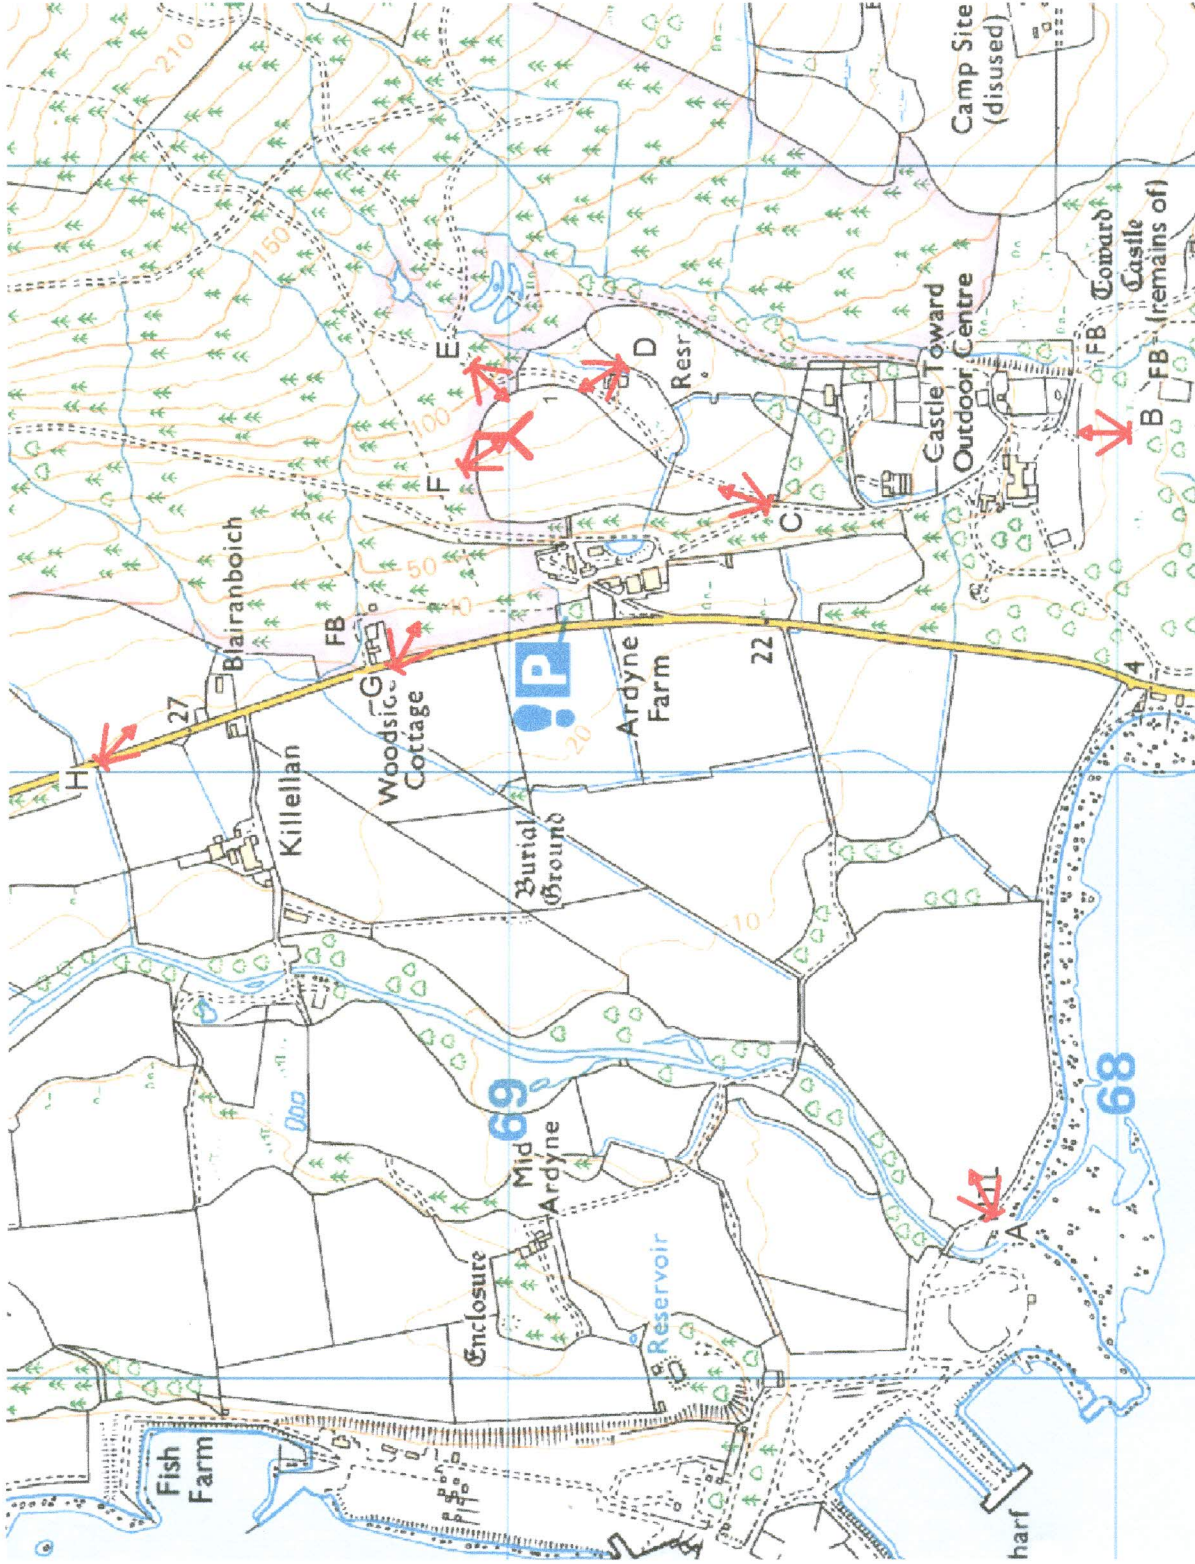 210
150
100
50
Camp Site
(disused)
Toward
Castle
(remains of)
FB
FB
B
Castle Toward
Outdoor Centre
E
D
Resr
1
F
C
Blairanboich
FB
27
G
Woodside
Cottage
H
Killellan
P
20
Ardyne
Farm
22
4
Burial
Ground
10
69
68
Mid
Ardyne
Enclosure
Reservoir
A
Fish
Farm
harf